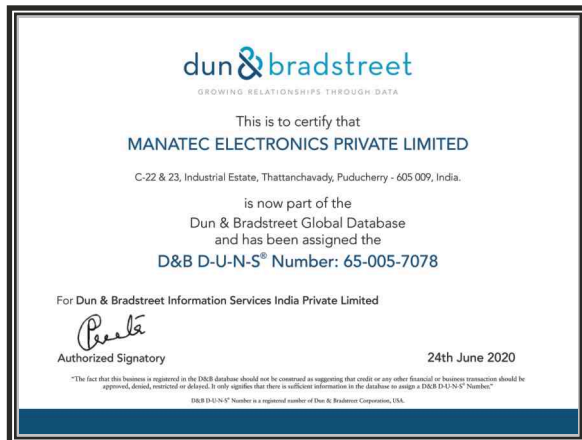 dun & bradstreet
GROWING RELATIONSHIPS THROUGH DATA
This is to certify that
MANATEC ELECTRONICS PRIVATE LIMITED
C-22 & 23, Industrial Estate, Thattanchavady, Puducherry - 605 009, India.
is now part of the
Dun & Bradstreet Global Database
and has been assigned the
D&B D-U-N-S® Number: 65-005-7078
For Dun & Bradstreet Information Services India Private Limited
Authorized Signatory
24th June 2020
"The fact that this business is registered in the D&B database should not be construed as suggesting that credit or any other financial or business transaction should be
approved, denied, restricted or delayed. It only signifies that there is sufficient information in the database to assign a D&B D-U-N-S® Number."
D&B D-U-N-S® Number is a registered number of Dun & Bradstreet Corporation, USA.